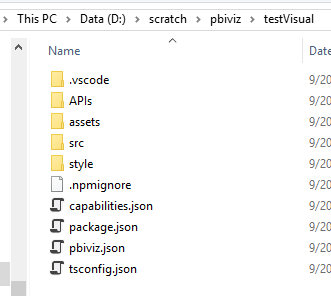 This PC > Data (D:) > scratch > pbiviz > testVisual
Name
Date
.vscode
9/20
APIs
9/20
assets
9/20
src
9/20
style
9/20
.npmignore
9/20
capabilities.json
9/20
package.json
9/20
pbiviz.json
9/20
tsconfig.json
9/20